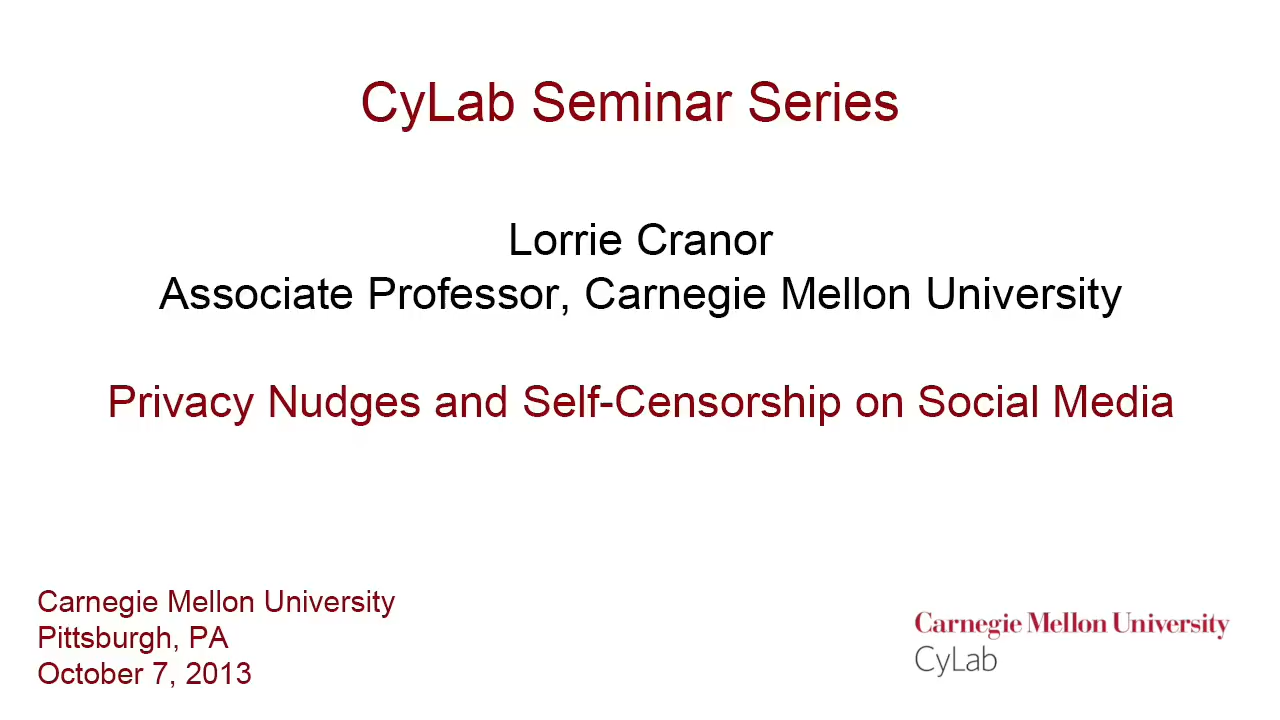 CyLab Seminar Series
Lorrie Cranor
Associate Professor, Carnegie Mellon University
Privacy Nudges and Self-Censorship on Social Media
Carnegie Mellon University
Pittsburgh, PA
October 7, 2013
Carnegie Mellon University
CyLab